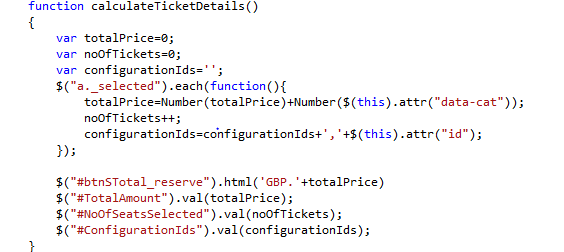 function calculateTicketDetails()
{
var totalPrice=0;
var noOfTickets=0;
var configurationIds='';
$("a._selected").each(function(){
totalPrice=Number(totalPrice)+Number($(this).attr("data-cat"));
noOfTickets++;
configurationIds=configurationIds+','+$(this).attr("id");
});
$("#btnSTotal_reserve").html('GBP.'+totalPrice)
$("#TotalAmount").val(totalPrice);
$("#NoOfSeatsSelected").val(noOfTickets);
$("#ConfigurationIds").val(configurationIds);
}